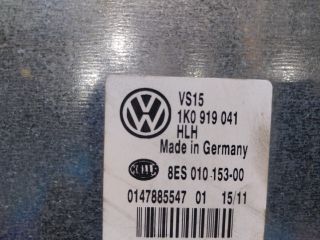 VS15
1K0 919 041
HLH
Made in Germany
8ES 010 153-00
0147885547 01 15/11